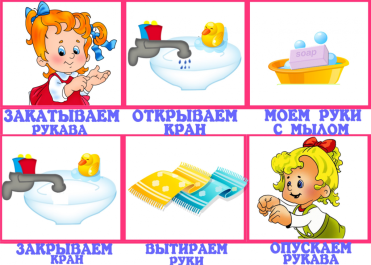 soap
ЗАКАТЫВАЕМ
РУКАВА
ОТКРЫВАЕМ
КРАН
МОЕМ РУКИ
С МЫЛОМ
ЗАКРЫВАЕМ
КРАН
ВЫТИРАЕМ
РУКИ
ОПУСКАЕМ
РУКАВА